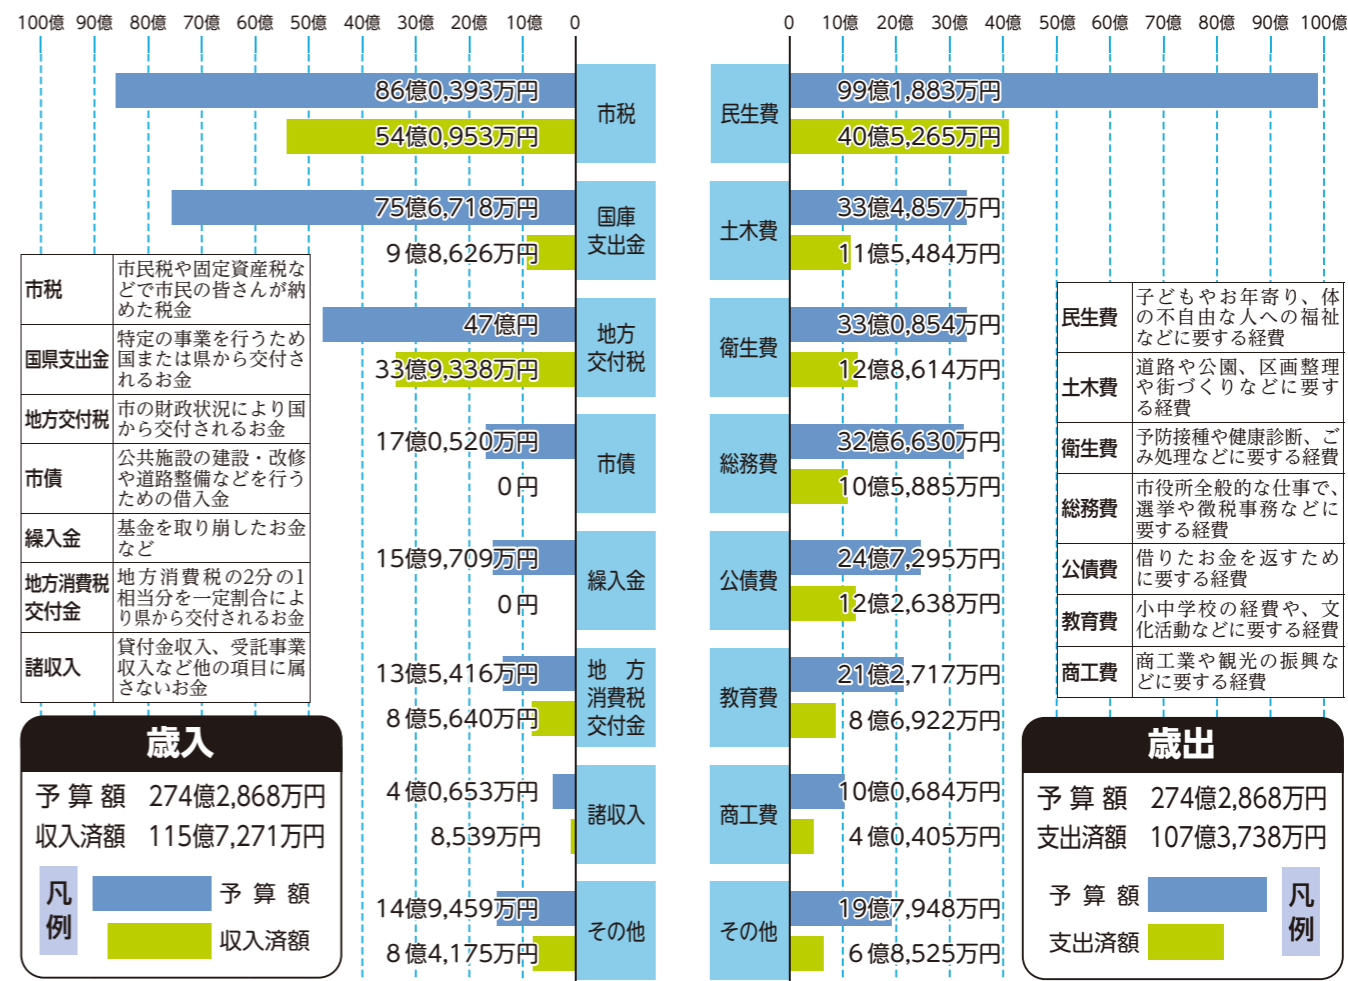 100億 90億 80億 70億 60億 50億 40億 30億 20億 10億 0
86億0,393万円
54億0,953万円
市税
75億6,718万円
9億8,626万円
国庫
支出金
47億円
33億9,338万円
地方
交付税
17億0,520万円
0円
市債
15億9,709万円
0円
繰入金
13億5,416万円
8億5,640万円
地方
消費税
交付金
4億0,653万円
8,539万円
諸収入
14億9,459万円
8億4,175万円
その他
市税
市民税や固定資産税な
どで市民の皆さんが納
めた税金
国県支出金
特定の事業を行うため
国または県から交付さ
れるお金
地方交付税
市の財政状況により国
から交付されるお金
市債
公共施設の建設・改修
や道路整備などを行う
ための借入金
繰入金
基金を取り崩したお金
など
地方消費税
交付金
地方消費税の2分の1
相当分を一定割合によ
り県から交付されるお金
諸収入
貸付金収入、受託事業
収入など他の項目に属
さないお金
歳入
予算額 274億2,868万円
収入済額 115億7,271万円
凡例
予算額
収入済額
0 10億 20億 30億 40億 50億 60億 70億 80億 90億 100億
民生費
99億1,883万円
40億5,265万円
土木費
33億4,857万円
11億5,484万円
衛生費
33億0,854万円
12億8,614万円
総務費
32億6,630万円
10億5,885万円
公債費
24億7,295万円
12億2,638万円
教育費
21億2,717万円
8億6,922万円
商工費
10億0,684万円
4億0,405万円
その他
19億7,948万円
6億8,525万円
民生費
子どもやお年寄り、体
の不自由な人への福祉
などに要する経費
土木費
道路や公園、区画整理
や街づくりなどに要す
る経費
衛生費
予防接種や健康診断、ご
み処理などに要する経費
総務費
市役所全般的な仕事で、
選挙や徴税事務などに
要する経費
公債費
借りたお金を返すため
に要する経費
教育費
小中学校の経費や、文
化活動などに要する経費
商工費
商工業や観光の振興な
どに要する経費
歳出
予算額 274億2,868万円
支出済額 107億3,738万円
予算額
支出済額
凡例